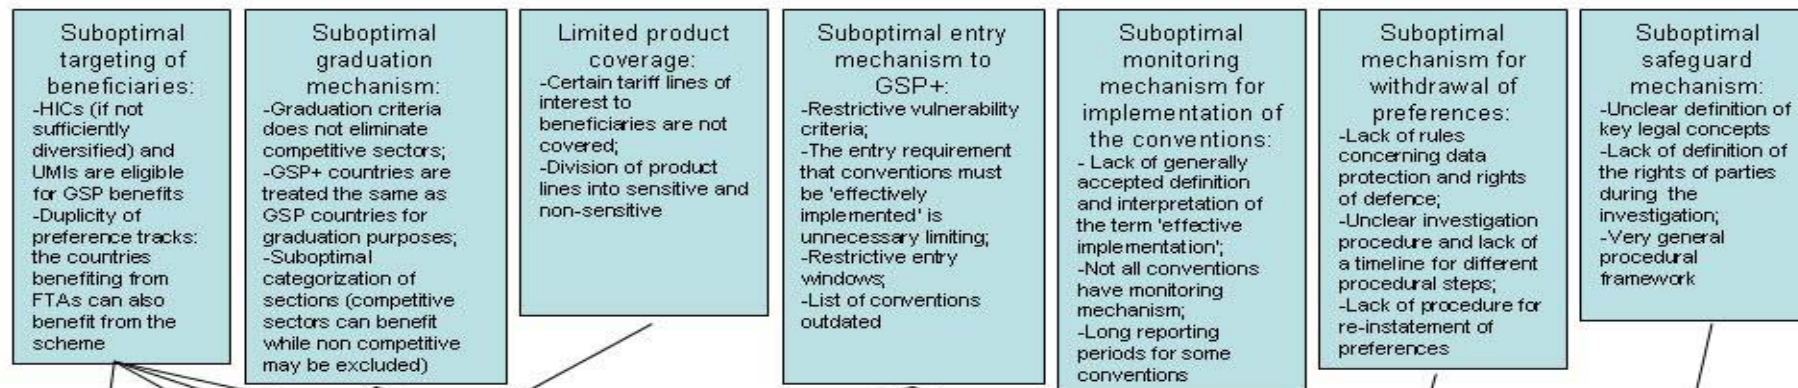 Suboptimal
targeting of
beneficiaries:
-HICs (if not
sufficiently
diversified) and
UMIs are eligible
for GSP benefits
-Duplicity of
preference tracks:
the countries
benefiting from
FTAs can also
benefit from the
scheme
Suboptimal
graduation
mechanism:
-Graduation criteria
does not eliminate
competitive sectors;
-GSP+ countries are
treated the same as
GSP countries for
graduation purposes;
-Suboptimal
categorization of
sections (competitive
sectors can benefit
while non competitive
may be excluded)
Limited product
coverage:
-Certain tariff lines of
interest to
beneficiaries are not
covered;
-Division of product
lines into sensitive and
non-sensitive
Suboptimal entry
mechanism to
GSP+:
-Restrictive vulnerability
criteria;
-The entry requirement
that conventions must
be 'effectively
implemented' is
unnecessary limiting;
-Restrictive entry
windows;
-List of conventions
outdated
Suboptimal
monitoring
mechanism for
implementation of
the conventions:
- Lack of generally
accepted definition
and interpretation of
the term 'effective
implementation';
-Not all conventions
have monitoring
mechanism;
-Long reporting
periods for some
conventions
Suboptimal
mechanism for
withdrawal of
preferences:
-Lack of rules
concerning data
protection and rights
of defence;
-Unclear investigation
procedure and lack of
a timeline for different
procedural steps;
-Lack of procedure for
re-instatement of
preferences
Suboptimal
safeguard
mechanism:
-Unclear definition of
key legal concepts
-Lack of definition of
the rights of parties
during the
investigation;
-Very general
procedural
framework